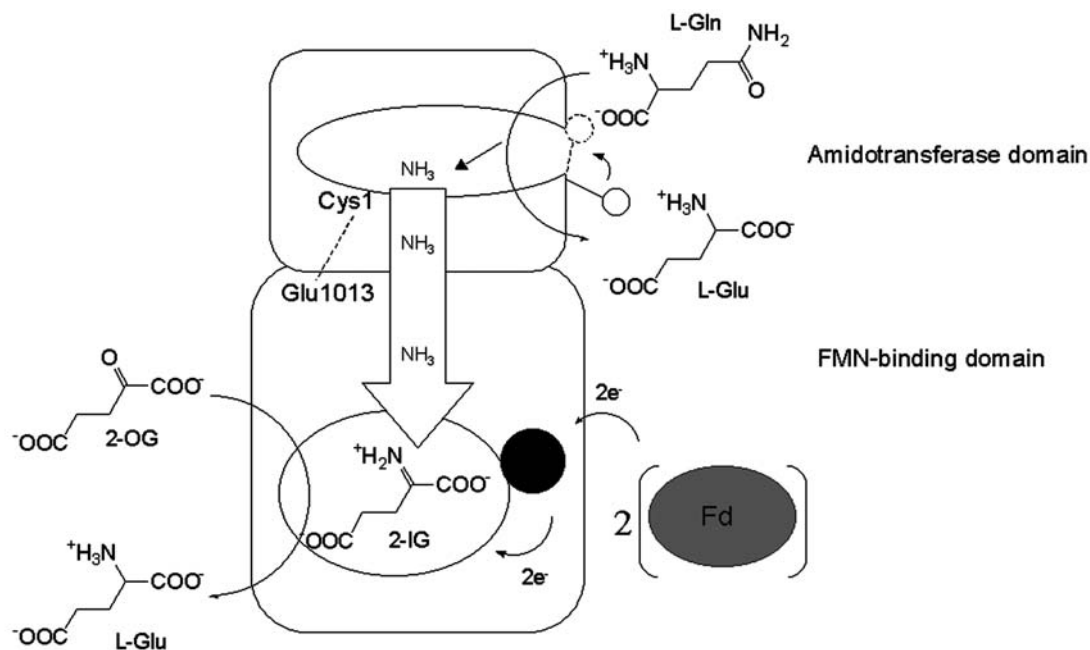 L-Gln
⁺H₃N
NH₂
O
⁻OOC
NH₃
Amidotransferase domain
Cys1
⁺H₃N
COO⁻
NH₃
⁻OOC
L-Glu
Glu1013
NH₃
FMN-binding domain
O
COO⁻
⁻OOC
2-OG
2e⁻
⁺H₂N
COO⁻
⁻OOC
2-IG
2
Fd
⁺H₃N
COO⁻
2e⁻
⁻OOC
L-Glu